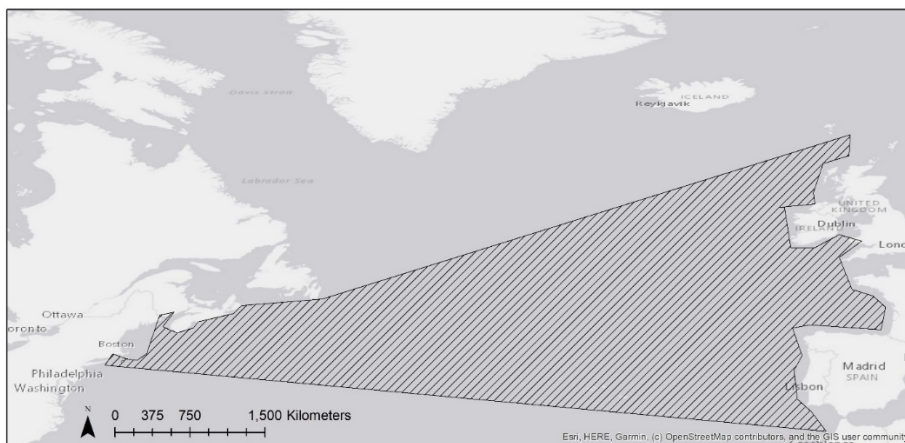 Davis Strait
ICELAND
Reykjavik
Labrador Sea
UNITED
KINGDOM
Dublin
IRELAND
Lond
Ottawa
oronto
Boston
Philadelphia
Washington
Madrid
SPAIN
Lisbon
N
0 375 750 1,500 Kilometers
Esri, HERE, Garmin, (c) OpenStreetMap contributors, and the GIS user community